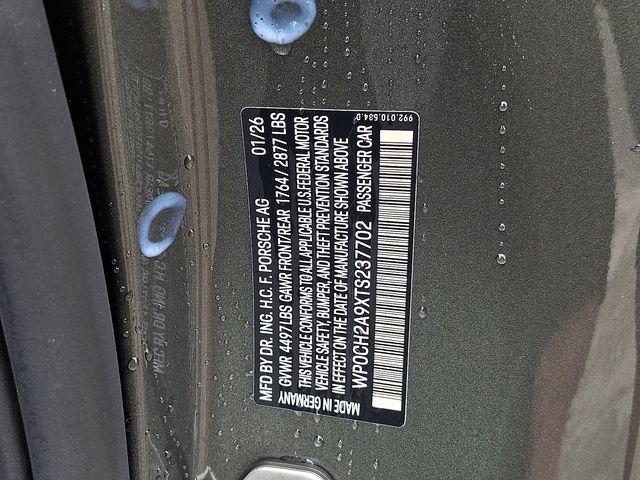 MFD BY DR. ING. H.C. F. PORSCHE AG 01/26
GVWR 4497 LBS GAWR FRONT/REAR 1764 / 2877 LBS
THIS VEHICLE CONFORMS TO ALL APPLICABLE U.S. FEDERAL MOTOR
VEHICLE SAFETY, BUMPER, AND THEFT PREVENTION STANDARDS
IN EFFECT ON THE DATE OF MANUFACTURE SHOWN ABOVE
MADE IN GERMANY WP0CH2A9XTS237702 PASSENGER CAR
992.010.534.0